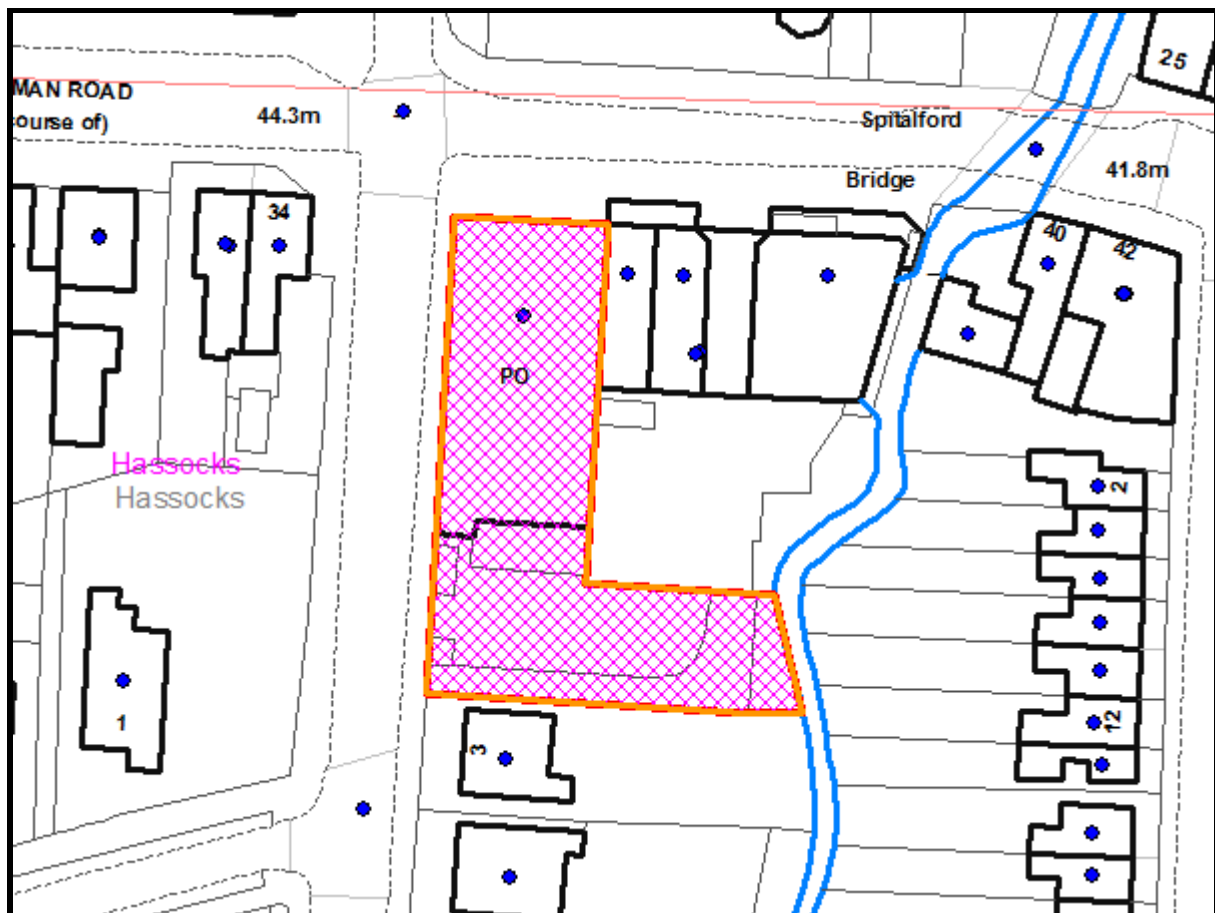 25
MAN ROAD
ourse of)
44.3m
Spitalford
Bridge
41.8m
34
40
42
PO
Hassocks
Hassocks
2
1
3
12